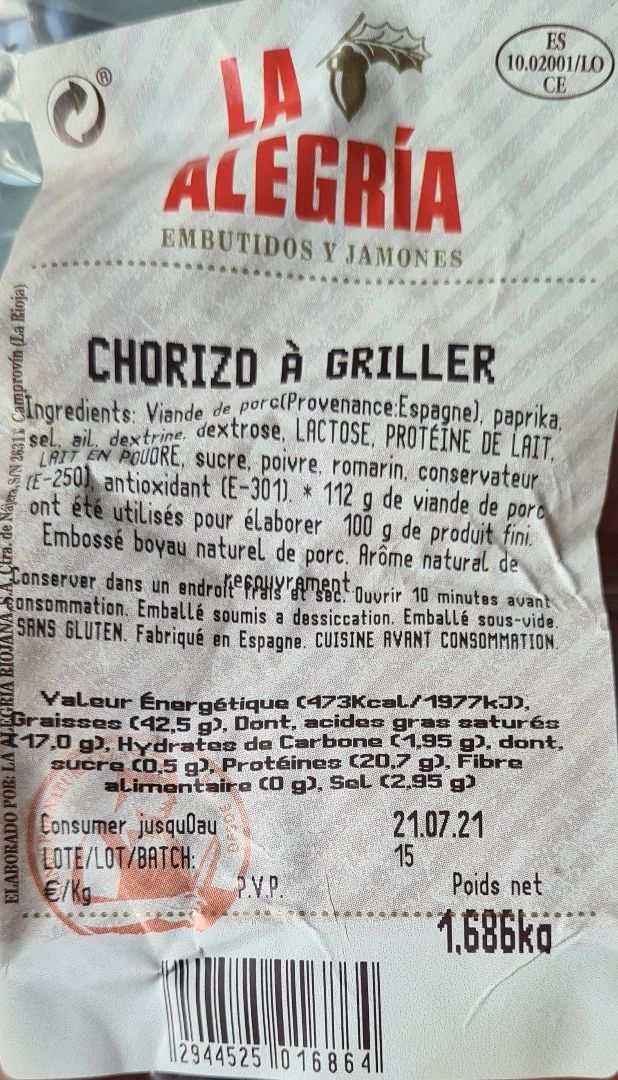 ES
10.02001/LO
CE
®
LA
ALEGRÍA
EMBUTIDOS Y JAMONES
CHORIZO À GRILLER
Ingredients: Viande de porc(Provenance:Espagne), paprika,
sel, ail, dextrine, dextrose, LACTOSE, PROTÉINE DE LAIT,
LAIT EN POUDRE, sucre, poivre, romarin, conservateur
(E-250), antioxidant (E-301). * 112 g de viande de porc
ont été utilisés pour élaborer 100 g de produit fini.
Embossé boyau naturel de porc. Arôme natural de
recouvrement
Conserver dans un endroit frais et sec. Ouvrir 10 minutes avant
consommation. Emballé soumis a dessiccation. Emballé sous-vide.
SANS GLUTEN. Fabriqué en Espagne. CUISINE AVANT CONSOMMATION.
Valeur Énergétique (473Kcal/1977kJ),
Graisses (42,5 g), Dont, acides gras saturés
(17,0 g), Hydrates de Carbone (1,95 g), dont,
sucre (0,5 g), Protéines (20,7 g), Fibre
alimentaire (0 g), Sel (2,95 g)
Consumer jusqu0au 21.07.21
LOTE/LOT/BATCH: 15
€/Kg P.V.P. Poids net
1,686kg
2944525 016864
ELABORADO POR: LA ALEGRIA RIOJANA, S.A. Ctra. de Nájera, S/N 26311 Camprovín (La Rioja)